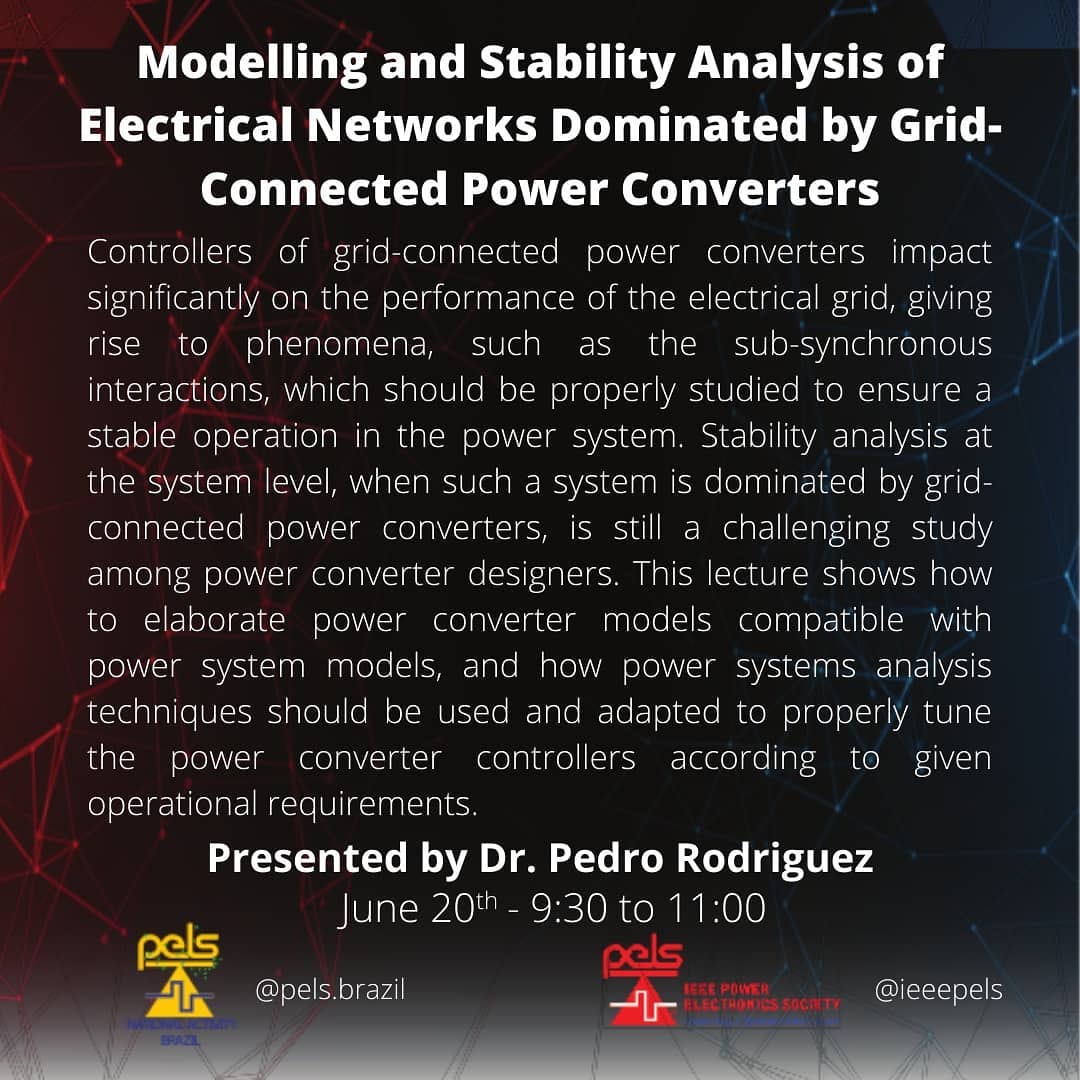 Modelling and Stability Analysis of
Electrical Networks Dominated by Grid-
Connected Power Converters
Controllers of grid-connected power converters impact
significantly on the performance of the electrical grid, giving
rise to phenomena, such as the sub-synchronous
interactions, which should be properly studied to ensure a
stable operation in the power system. Stability analysis at
the system level, when such a system is dominated by grid-
connected power converters, is still a challenging study
among power converter designers. This lecture shows how
to elaborate power converter models compatible with
power system models, and how power systems analysis
techniques should be used and adapted to properly tune
the power converter controllers according to given
operational requirements.
Presented by Dr. Pedro Rodriguez
June 20th - 9:30 to 11:00
pels
NATIONAL ACTIVITY
BRAZIL
@pels.brazil
pels
IEEE POWER
ELECTRONICS SOCIETY
@ieeepels